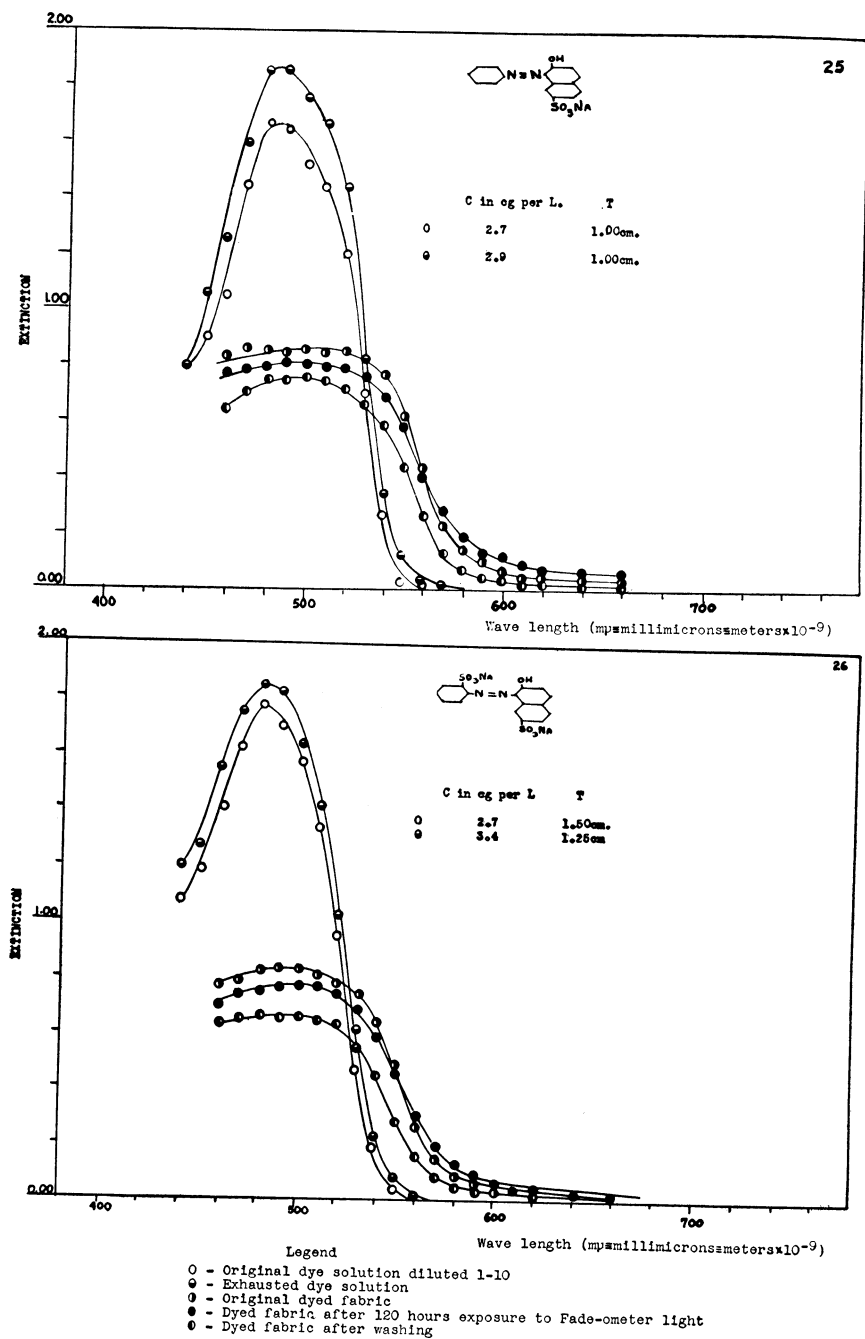 2.00
25
OH
N = N
SO3NA
C in cg per L. T
2.7 1.00cm.
2.9 1.00cm.
EXTINCTION
1.00
0.00
400 500 600 700
Wave length (mµ=millimicrons=meters×10-9)
2.00
26
SO3NA OH
N = N
SO3NA
C in cg per L T
2.7 1.50cm.
3.4 1.25cm
EXTINCTION
1.00
0.00
400 500 600 700
Wave length (mµ=millimicrons=meters×10-9)
Legend
- Original dye solution diluted 1-10
- Exhausted dye solution
- Original dyed fabric
- Dyed fabric after 120 hours exposure to Fade-ometer light
- Dyed fabric after washing